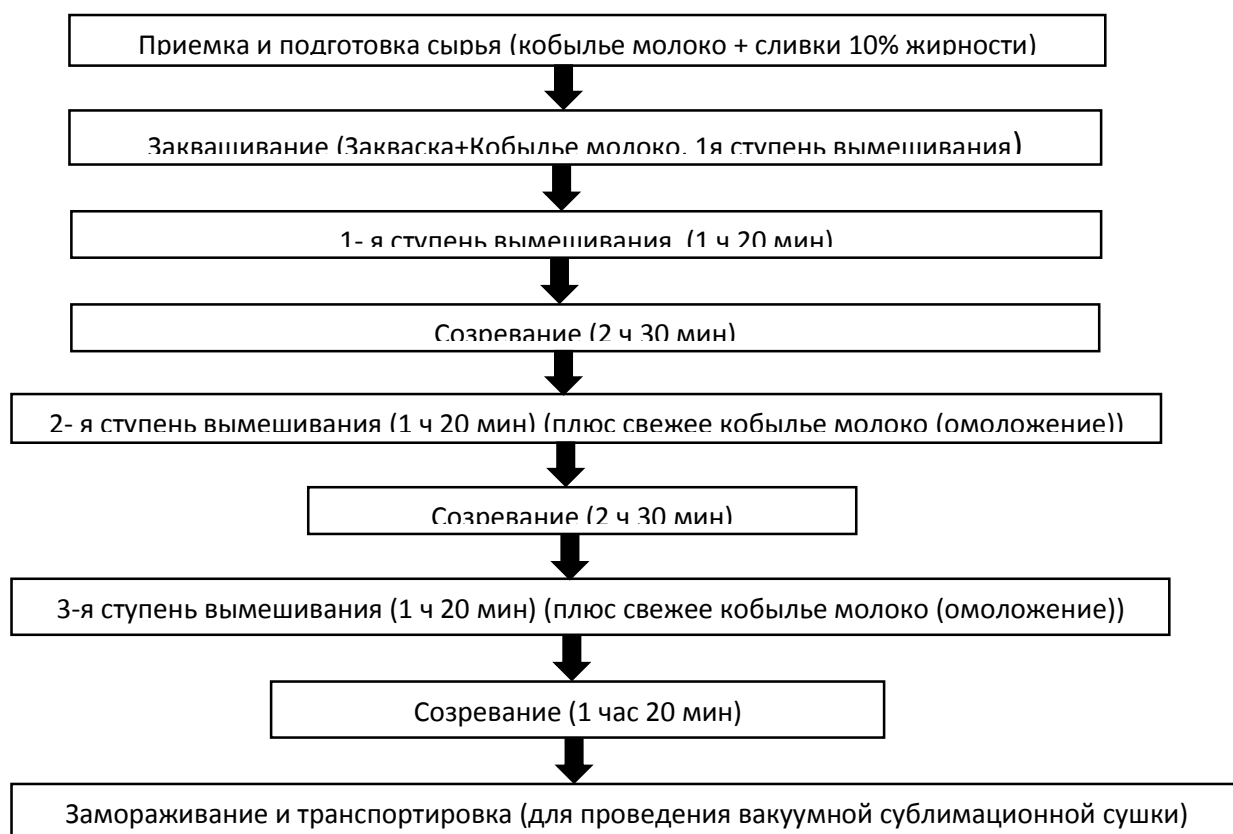 Приемка и подготовка сырья (кобылье молоко + сливки 10% жирности)
Заквашивание (Закваска+Кобылье молоко, 1я ступень вымешивания)
1- я ступень вымешивания (1 ч 20 мин)
Созревание (2 ч 30 мин)
2- я ступень вымешивания (1 ч 20 мин) (плюс свежее кобылье молоко (омоложение))
Созревание (2 ч 30 мин)
3-я ступень вымешивания (1 ч 20 мин) (плюс свежее кобылье молоко (омоложение))
Созревание (1 час 20 мин)
Замораживание и транспортировка (для проведения вакуумной сублимационной сушки)